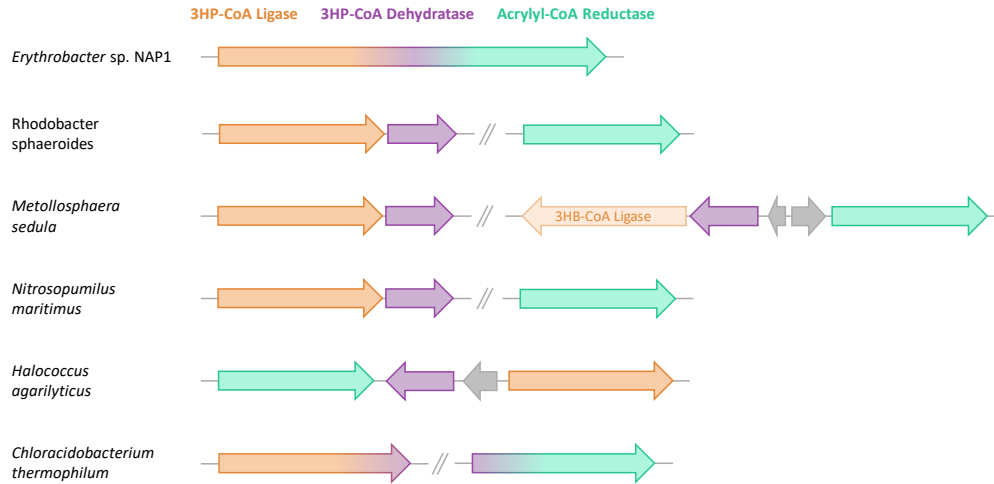 3HP-CoA Ligase 3HP-CoA Dehydratase Acrylyl-CoA Reductase
Erythrobacter sp. NAP1
Rhodobacter
sphaeroides
Metollosphaera
sedula
3HB-CoA Ligase
Nitrosopumilus
maritimus
Halococcus
agarilyticus
Chloracidobacterium
thermophilum